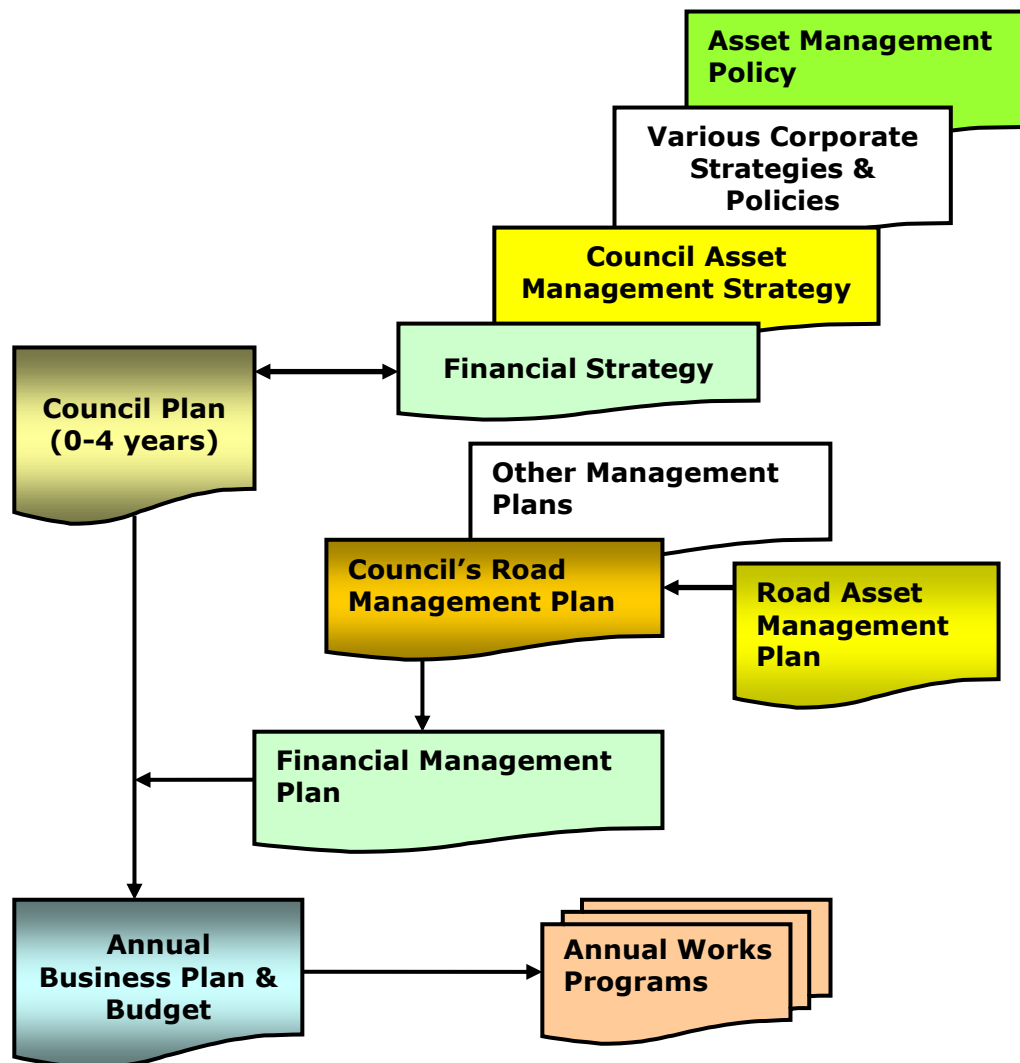 Asset Management
Policy
Various Corporate
Strategies &
Policies
Council Asset
Management Strategy
Financial Strategy
Council Plan
(0-4 years)
Other Management
Plans
Council’s Road
Management Plan
Road Asset
Management
Plan
Financial Management
Plan
Annual
Business Plan &
Budget
Annual Works
Programs